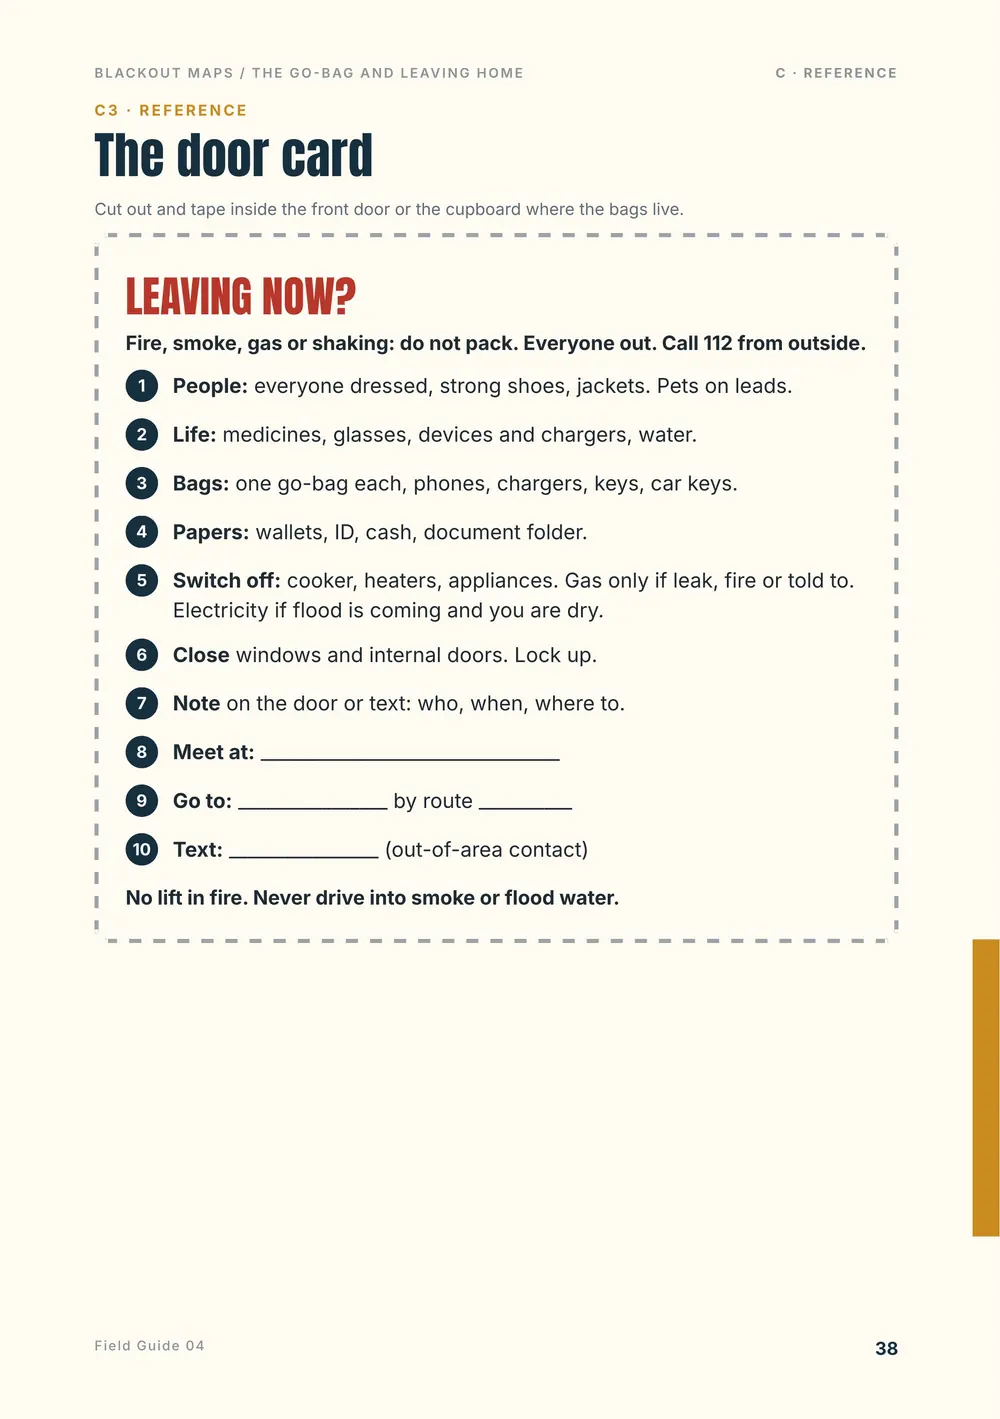 BLACKOUT MAPS / THE GO-BAG AND LEAVING HOME
C · REFERENCE
C3 · REFERENCE
The door card
Cut out and tape inside the front door or the cupboard where the bags live.
LEAVING NOW?
Fire, smoke, gas or shaking: do not pack. Everyone out. Call 112 from outside.
1 People: everyone dressed, strong shoes, jackets. Pets on leads.
2 Life: medicines, glasses, devices and chargers, water.
3 Bags: one go-bag each, phones, chargers, keys, car keys.
4 Papers: wallets, ID, cash, document folder.
5 Switch off: cooker, heaters, appliances. Gas only if leak, fire or told to.
Electricity if flood is coming and you are dry.
6 Close windows and internal doors. Lock up.
7 Note on the door or text: who, when, where to.
8 Meet at: ________________________
9 Go to: ____________ by route ________
10 Text: ____________ (out-of-area contact)
No lift in fire. Never drive into smoke or flood water.
Field Guide 04
38